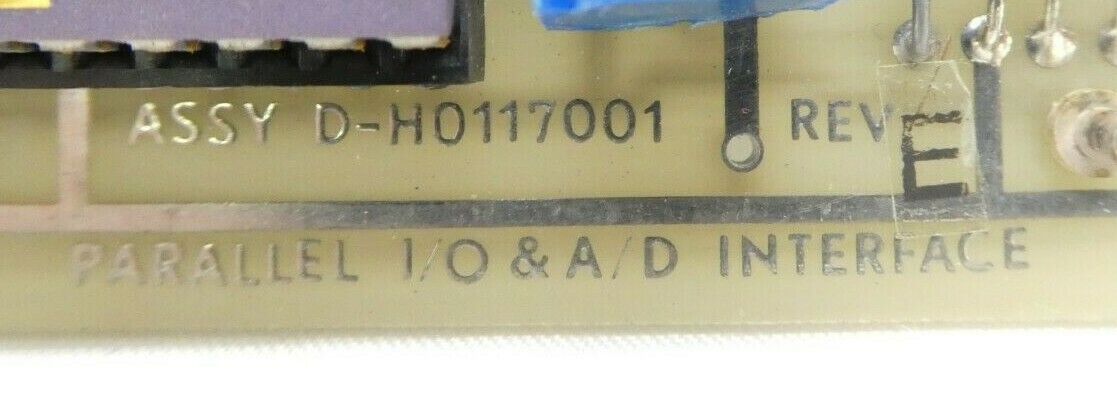 ASSY D-H0117001 REV E
PARALLEL I/O & A/D INTERFACE